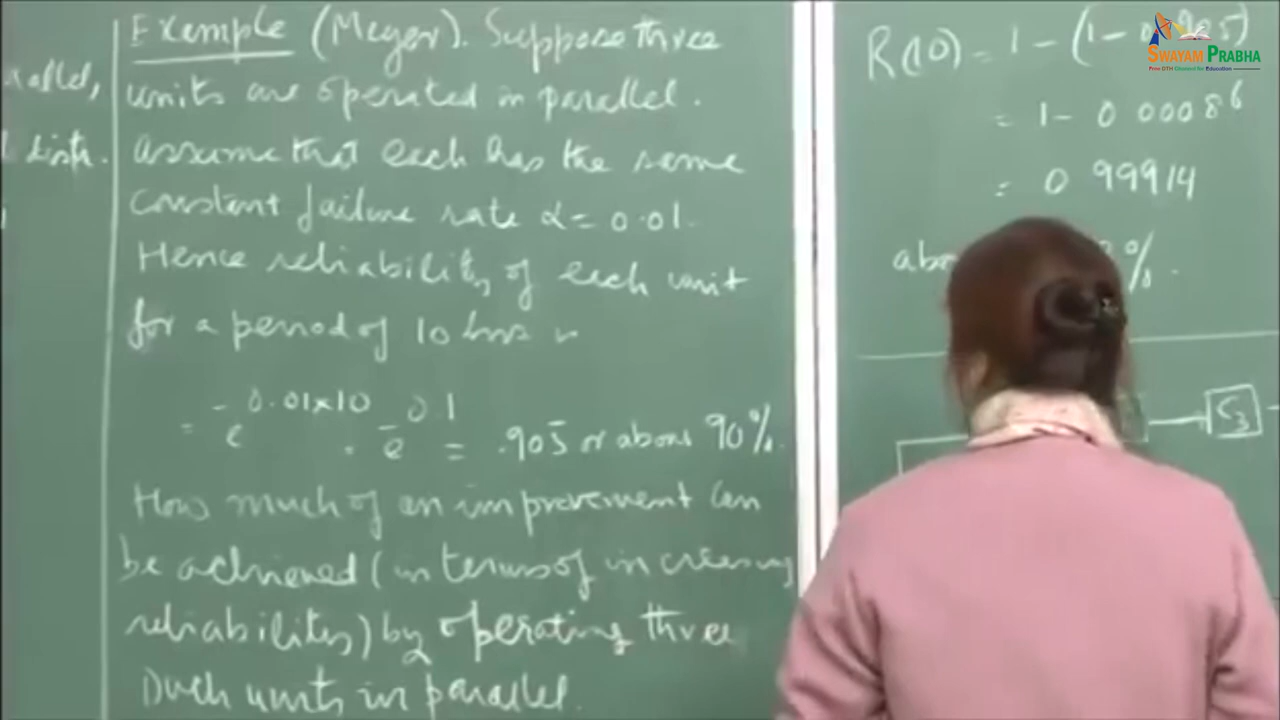 Example (Meyer). Suppose three
units are operated in parallel.
Assume that each has the same
constant failure rate α = 0.01.
Hence reliability of each unit
for a period of 10 hrs is
= e^-0.01×10 = e^-0.1 = .905 or about 90%.
How much of an improvement can
be achieved (in terms of increasing
reliability) by operating three
such units in parallel.
distr.
R(10) = 1 - (1 - 0.905)
= 1 - 0.00086
= 0.99914
%.
S3
SWAYAM PRABHA